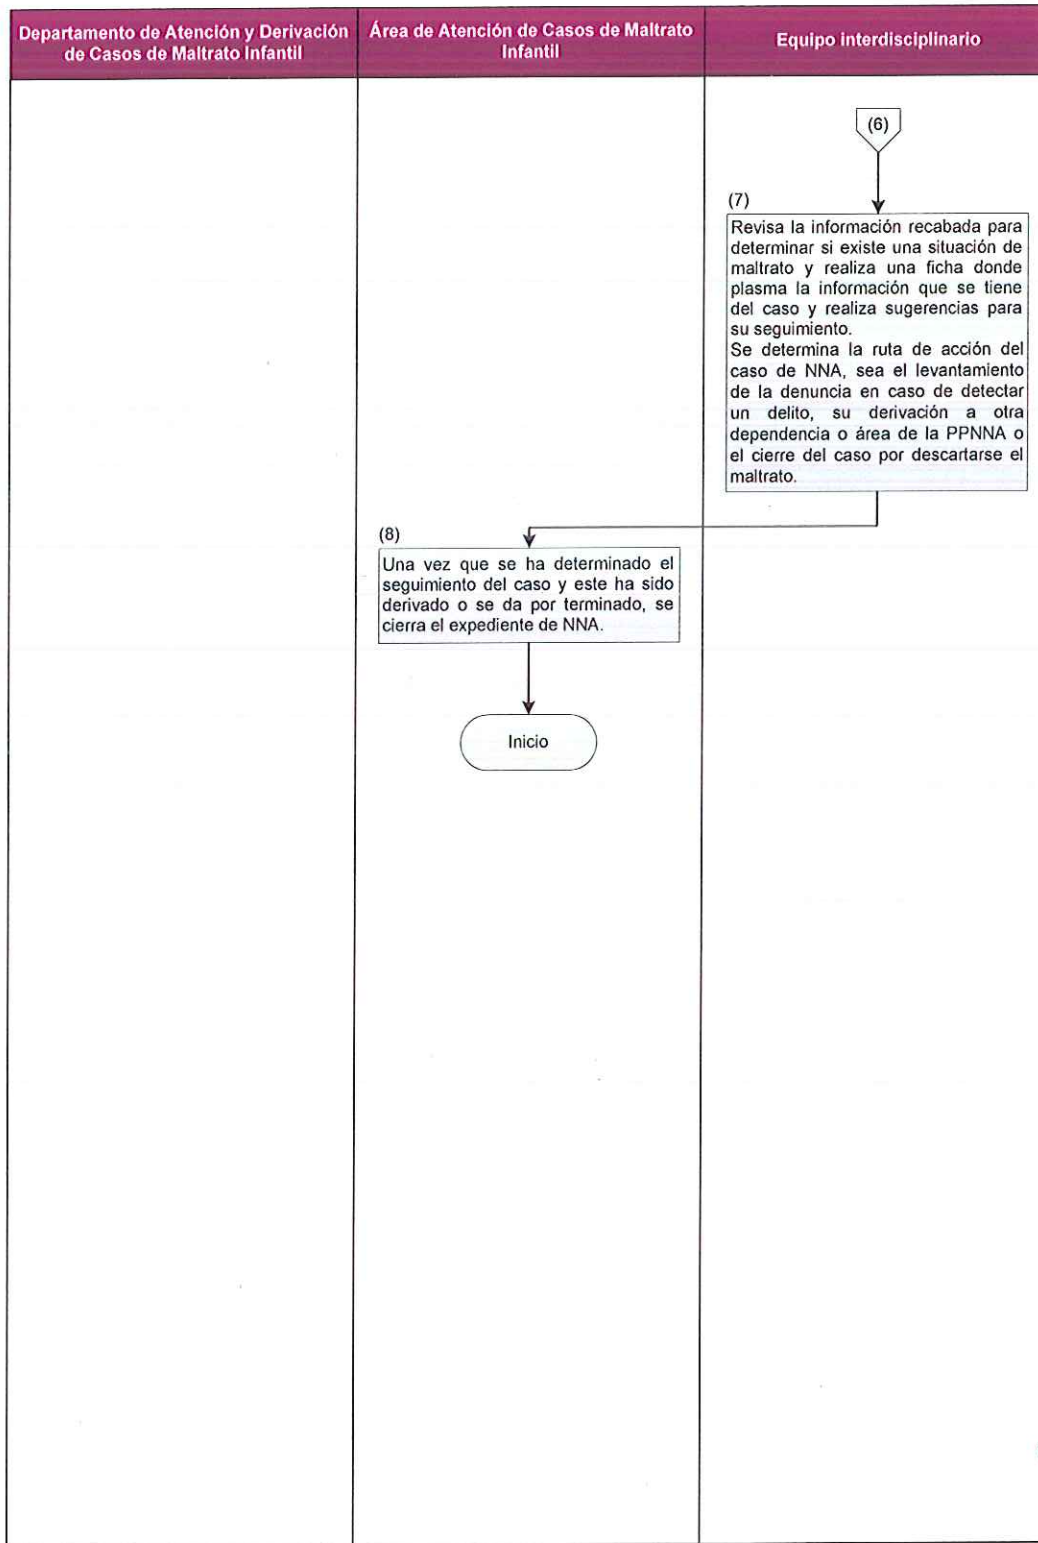 Departamento de Atención y Derivación
de Casos de Maltrato Infantil
Área de Atención de Casos de Maltrato
Infantil
Equipo interdisciplinario
(6)
(7)
Revisa la información recabada para
determinar si existe una situación de
maltrato y realiza una ficha donde
plasma la información que se tiene
del caso y realiza sugerencias para
su seguimiento.
Se determina la ruta de acción del
caso de NNA, sea el levantamiento
de la denuncia en caso de detectar
un delito, su derivación a otra
dependencia o área de la PPNNA o
el cierre del caso por descartarse el
maltrato.
(8)
Una vez que se ha determinado el
seguimiento del caso y este ha sido
derivado o se da por terminado, se
cierra el expediente de NNA.
Inicio